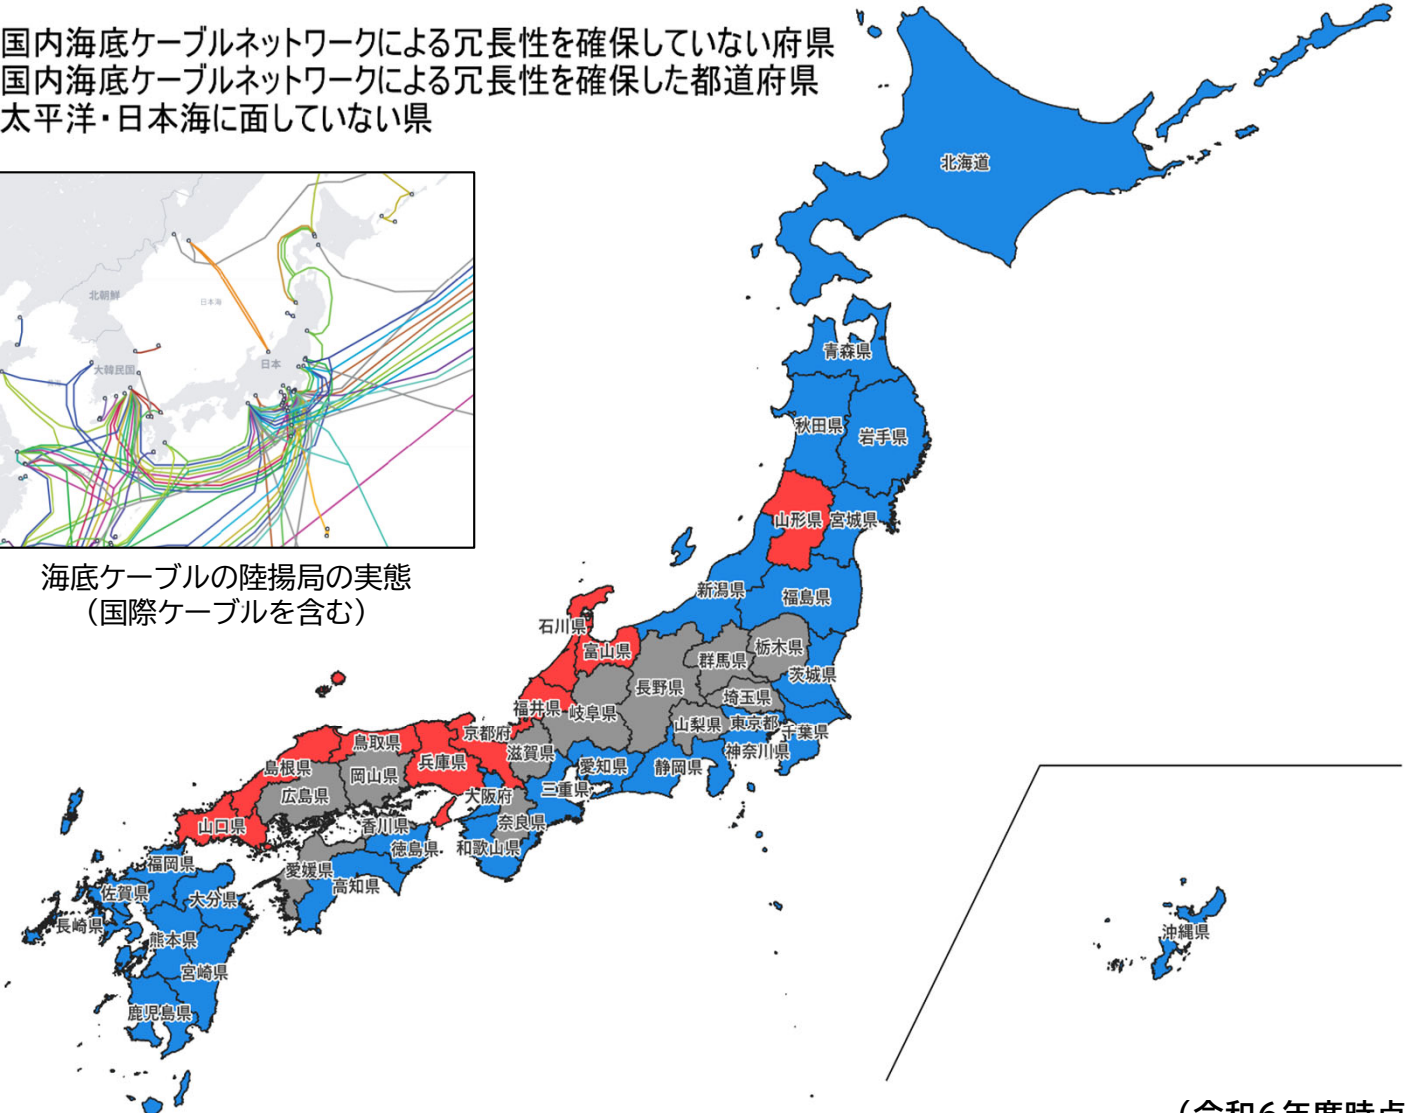 国内海底ケーブルネットワークによる冗長性を確保していない府県
国内海底ケーブルネットワークによる冗長性を確保した都道府県
太平洋・日本海に面していない県
北朝鮮
日本海
大韓民国
日本
海底ケーブルの陸揚局の実態
（国際ケーブルを含む）
北海道
青森県
秋田県
岩手県
山形県
宮城県
新潟県
福島県
石川県
富山県
群馬県
栃木県
茨城県
長野県
埼玉県
福井県
岐阜県
山梨県
東京都
千葉県
京都府
滋賀県
神奈川県
鳥取県
兵庫県
愛知県
静岡県
島根県
岡山県
三重県
広島県
大阪府
山口県
香川県
奈良県
徳島県
和歌山県
福岡県
愛媛県
高知県
佐賀県
大分県
長崎県
熊本県
宮崎県
鹿児島県
沖縄県
（令和6年度時点